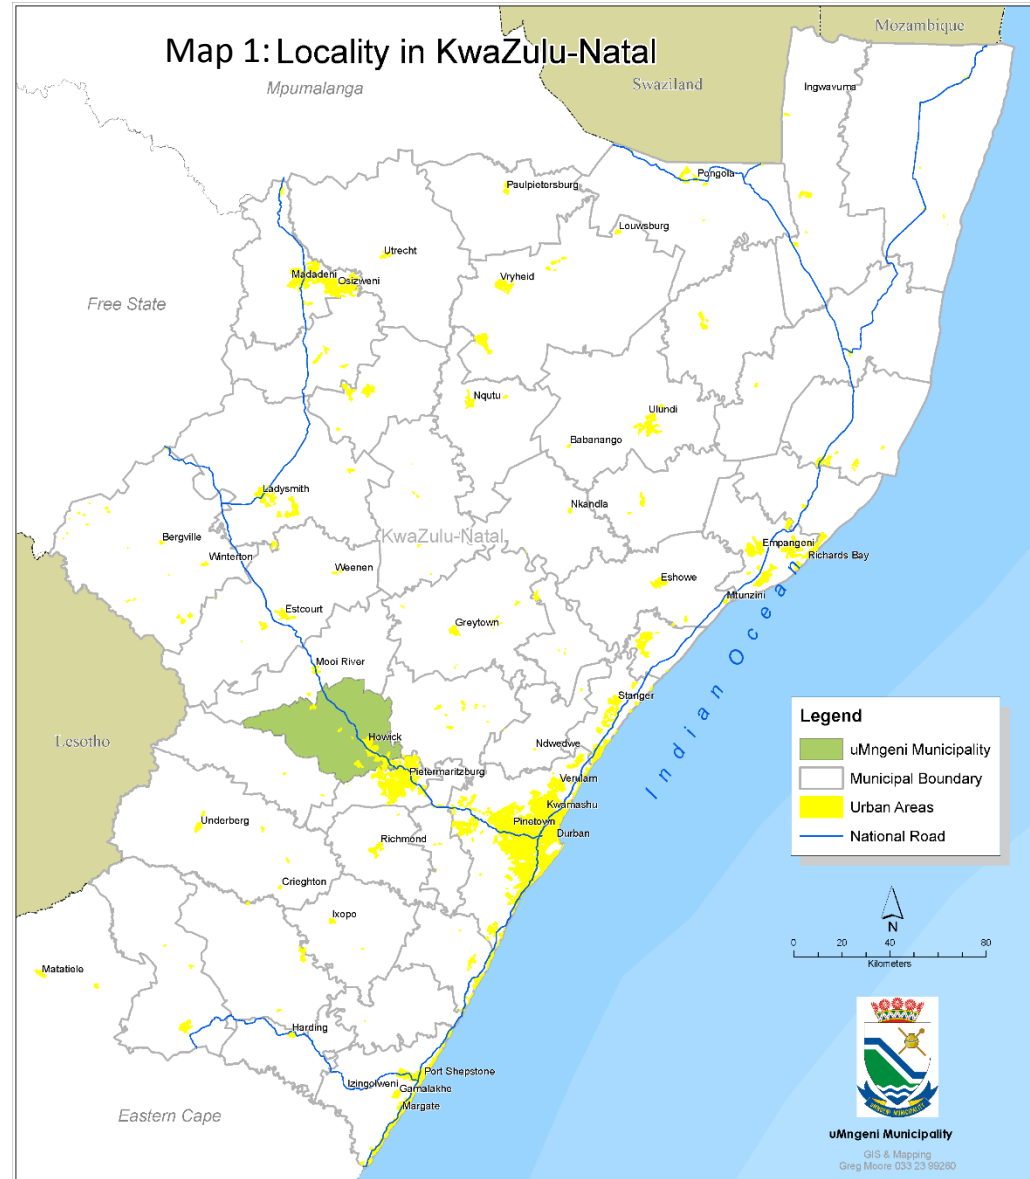 Map 1: Locality in KwaZulu-Natal
Mozambique
Mpumalanga
Swaziland
Ingwavuma
Pongola
Paulpietersburg
Louwsburg
Utrecht
Madadeni
Osizweni
Vryheid
Free State
Nqutu
Ulundi
Babanango
Ladysmith
Nkandla
KwaZulu-Natal
Bergville
Empangeni
Richards Bay
Winterton
Weenen
Eshowe
Mtunzini
Estcourt
Greytown
Indian Ocean
Mooi River
Stanger
Howick
Ndwedwe
Lesotho
Pietermaritzburg
Verulam
Kwamashu
Pinetown
Durban
Underberg
Richmond
Crieghton
Ixopo
Matatiele
Harding
Port Shepstone
Izingolweni
Gamalakhe
Margate
Eastern Cape
Legend
uMngeni Municipality
Municipal Boundary
Urban Areas
National Road
N
0 20 40 80
Kilometers
UMNGENI MUNICIPALITY
uMngeni Municipality
GIS & Mapping
Greg Moore 033 23 99260